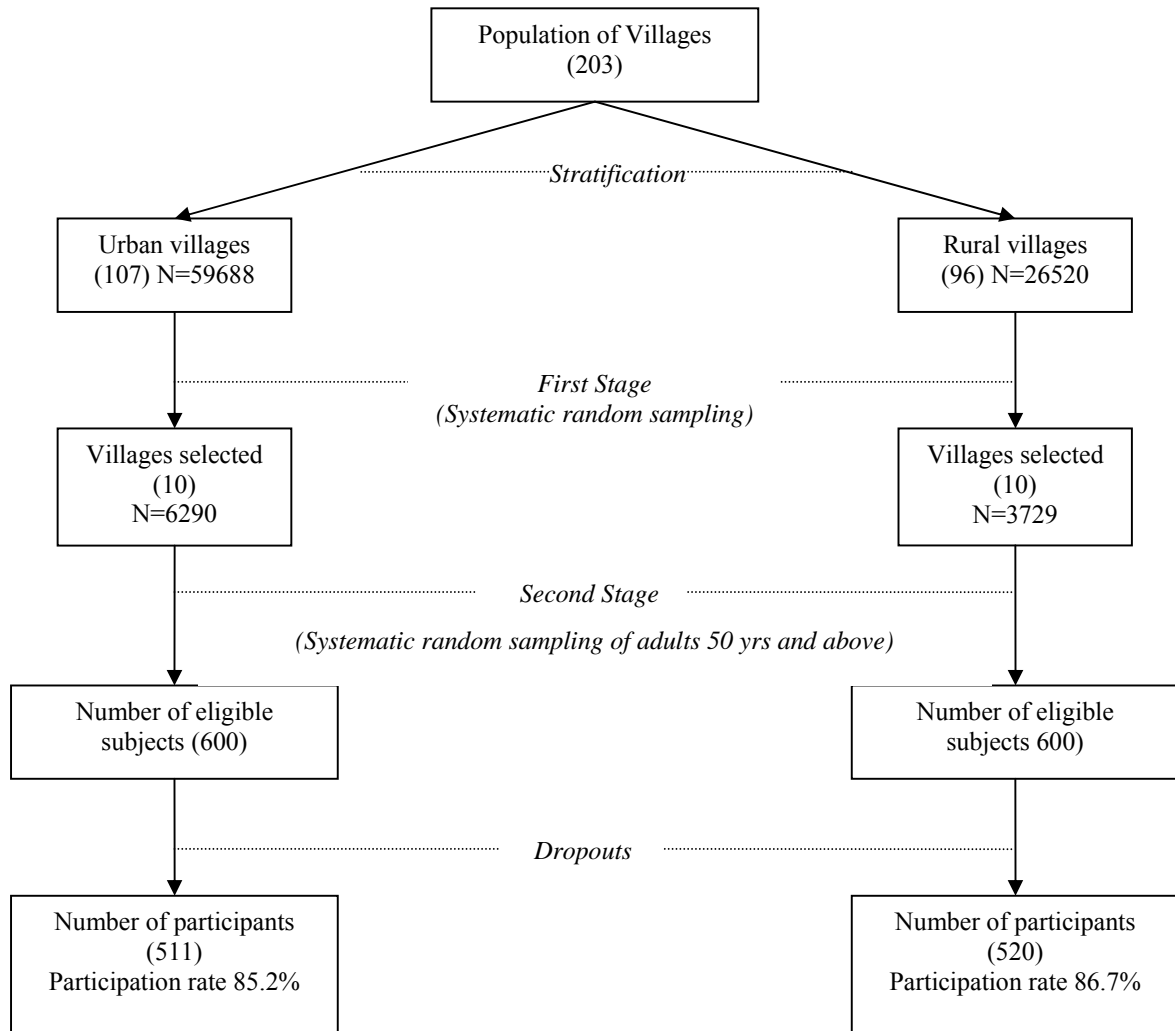 Population of Villages
(203)
Stratification
Urban villages
(107) N=59688
Rural villages
(96) N=26520
First Stage
(Systematic random sampling)
Villages selected
(10)
N=6290
Villages selected
(10)
N=3729
Second Stage
(Systematic random sampling of adults 50 yrs and above)
Number of eligible
subjects (600)
Number of eligible
subjects 600)
Dropouts
Number of participants
(511)
Participation rate 85.2%
Number of participants
(520)
Participation rate 86.7%